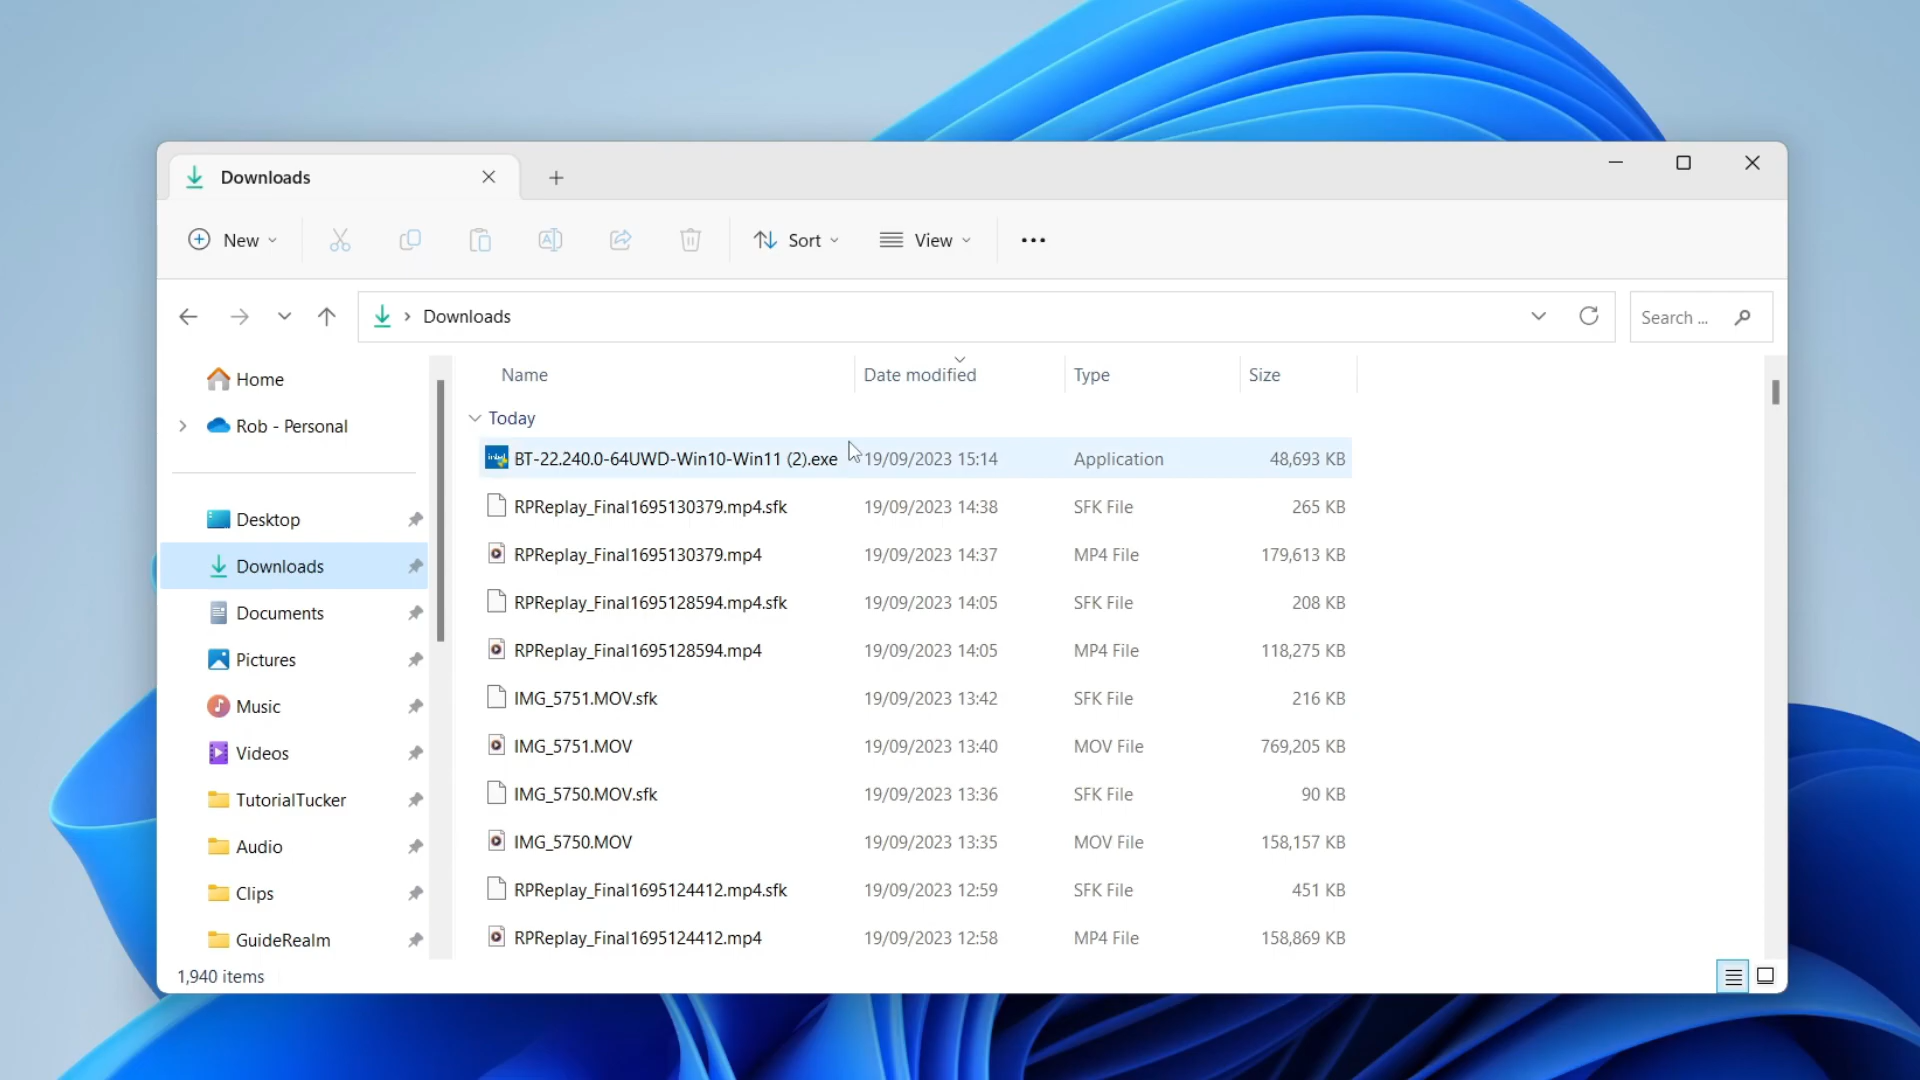 Downloads
New
Sort
View
Downloads
Search ...
Home
Rob - Personal
Desktop
Downloads
Documents
Pictures
Music
Videos
TutorialTucker
Audio
Clips
GuideRealm
Name Date modified Type Size
Today
BT-22.240.0-64UWD-Win10-Win11 (2).exe 19/09/2023 15:14 Application 48,693 KB
RPReplay_Final1695130379.mp4.sfk 19/09/2023 14:38 SFK File 265 KB
RPReplay_Final1695130379.mp4 19/09/2023 14:37 MP4 File 179,613 KB
RPReplay_Final1695128594.mp4.sfk 19/09/2023 14:05 SFK File 208 KB
RPReplay_Final1695128594.mp4 19/09/2023 14:05 MP4 File 118,275 KB
IMG_5751.MOV.sfk 19/09/2023 13:42 SFK File 216 KB
IMG_5751.MOV 19/09/2023 13:40 MOV File 769,205 KB
IMG_5750.MOV.sfk 19/09/2023 13:36 SFK File 90 KB
IMG_5750.MOV 19/09/2023 13:35 MOV File 158,157 KB
RPReplay_Final1695124412.mp4.sfk 19/09/2023 12:59 SFK File 451 KB
RPReplay_Final1695124412.mp4 19/09/2023 12:58 MP4 File 158,869 KB
1,940 items